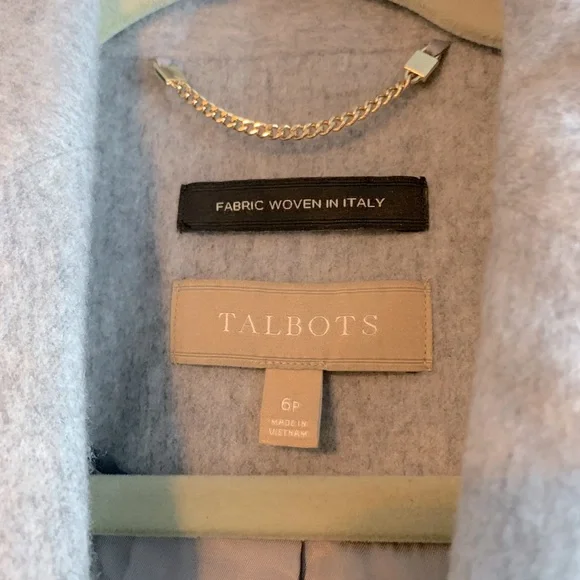 FABRIC WOVEN IN ITALY
TALBOTS
6P
MADE IN
VIETNAM